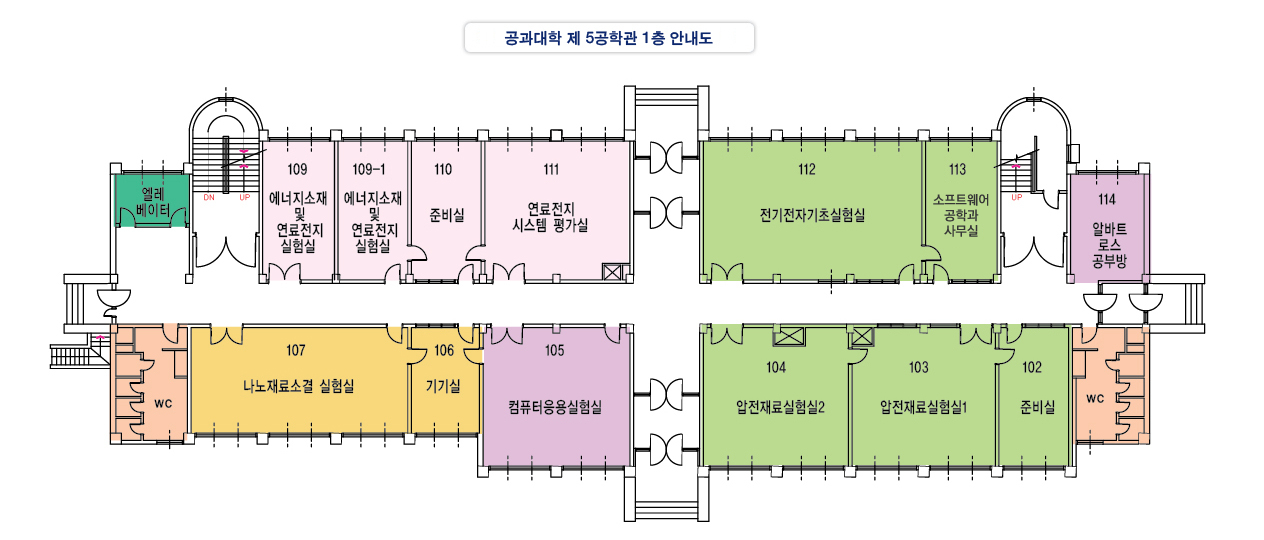 공과대학 제 5공학관 1층 안내도
엘레
베이터
DN
UP
109
에너지소재
및
연료전지
실험실
109-1
에너지소재
및
연료전지
실험실
110
준비실
111
연료전지
시스템 평가실
112
전기전자기초실험실
113
소프트웨어
공학과
사무실
UP
114
알바트
로스
공부방
WC
107
나노재료소결 실험실
106
기기실
105
컴퓨터응용실험실
104
압전재료실험실2
103
압전재료실험실1
102
준비실
WC